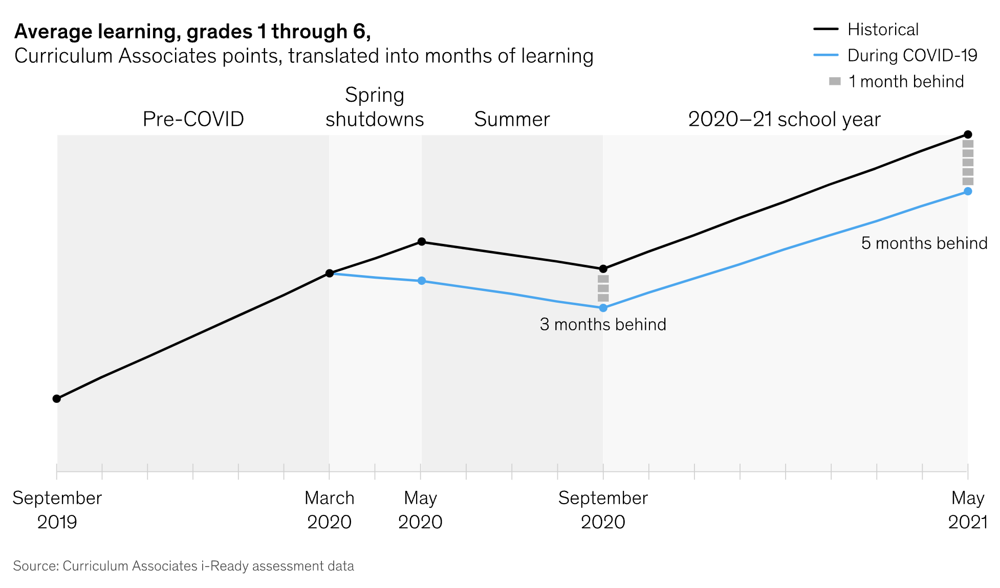 Average learning, grades 1 through 6,
Curriculum Associates points, translated into months of learning
Historical
During COVID-19
1 month behind
Pre-COVID
Spring
shutdowns
Summer
2020–21 school year
5 months behind
3 months behind
September
2019
March
2020
May
2020
September
2020
May
2021
Source: Curriculum Associates i-Ready assessment data